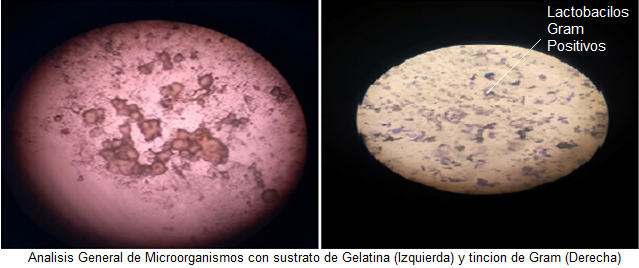 Lactobacilos
Gram
Positivos
Analisis General de Microorganismos con sustrato de Gelatina (Izquierda) y tincion de Gram (Derecha)